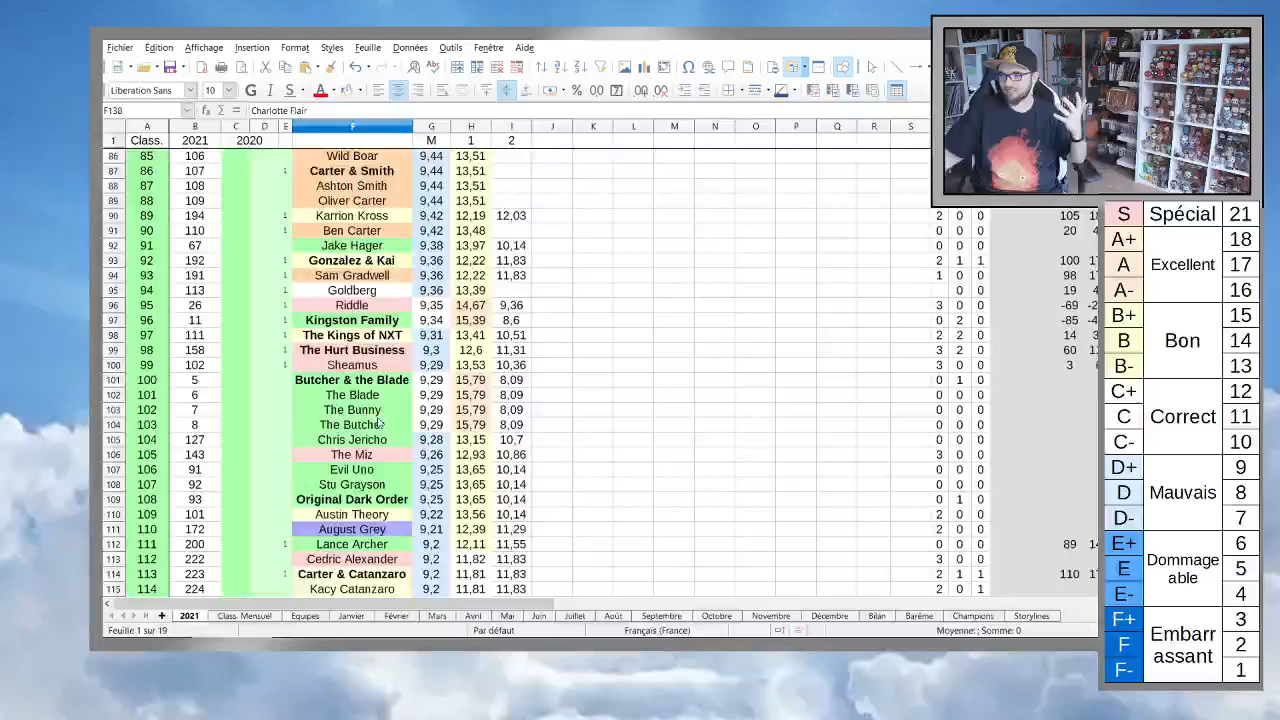 Fichier Édition Affichage Insertion Format Styles Feuille Données Outils Fenêtre Aide
Liberation Sans 10
F138 Charlotte Flair
A B C D E F G H I J K L M N O P Q R S
1 Class. 2021 2020 M 1 2
86 85 106 Wild Boar 9,44 13,51
87 86 107 1 Carter & Smith 9,44 13,51
88 87 108 Ashton Smith 9,44 13,51
89 88 109 Oliver Carter 9,44 13,51
90 89 194 1 Karrion Kross 9,42 12,19 12,03 2 0 0 105
91 90 110 1 Ben Carter 9,42 13,48 0 0 0 20
92 91 67 Jake Hager 9,38 13,97 10,14 0 0 0
93 92 192 1 Gonzalez & Kai 9,36 12,22 11,83 2 1 1 100
94 93 191 1 Sam Gradwell 9,36 12,22 11,83 1 0 0 98
95 94 113 1 Goldberg 9,36 13,39 0 0 19
96 95 26 1 Riddle 9,35 14,67 9,36 3 0 0 -69
97 96 11 1 Kingston Family 9,34 15,39 8,6 0 2 0 -85
98 97 111 1 The Kings of NXT 9,31 13,41 10,51 2 2 0 14
99 98 158 1 The Hurt Business 9,3 12,6 11,31 3 2 0 60
100 99 102 1 Sheamus 9,29 13,53 10,36 3 0 0 3
101 100 5 Butcher & the Blade 9,29 15,79 8,09 0 1 0
102 101 6 The Blade 9,29 15,79 8,09 0 0 0
103 102 7 The Bunny 9,29 15,79 8,09 0 0 0
104 103 8 The Butcher 9,29 15,79 8,09 0 0 0
105 104 127 Chris Jericho 9,28 13,15 10,7 0 0 0
106 105 143 The Miz 9,26 12,93 10,86 3 0 0
107 106 91 Evil Uno 9,25 13,65 10,14 0 0 0
108 107 92 Stu Grayson 9,25 13,65 10,14 0 0 0
109 108 93 Original Dark Order 9,25 13,65 10,14 0 1 0
110 109 101 Austin Theory 9,22 13,56 10,14 2 0 0
111 110 172 August Grey 9,21 12,39 11,29 2 0 0
112 111 200 1 Lance Archer 9,2 12,11 11,55 0 0 0 89
113 112 222 Cedric Alexander 9,2 11,82 11,83 3 0 0
114 113 223 1 Carter & Catanzaro 9,2 11,81 11,83 2 1 1 110
115 114 224 Kacy Catanzaro 9,2 11,81 11,83 2 0 1
2021 Class. Mensuel Equipes Janvier Février Mars Avril Mai Juin Juillet Août Septembre Octobre Novembre Décembre Bilan Barême Champions Storylines
Feuille 1 sur 19 Par défaut Français (France) Moyenne: ; Somme: 0
S Spécial 21
A+ 18
A Excellent 17
A- 16
B+ 15
B Bon 14
B- 13
C+ 12
C Correct 11
C- 10
D+ 9
D Mauvais 8
D- 7
E+ 6
E Dommage 5
able
E- 4
F+ 3
F Embarr 2
assant
F- 1